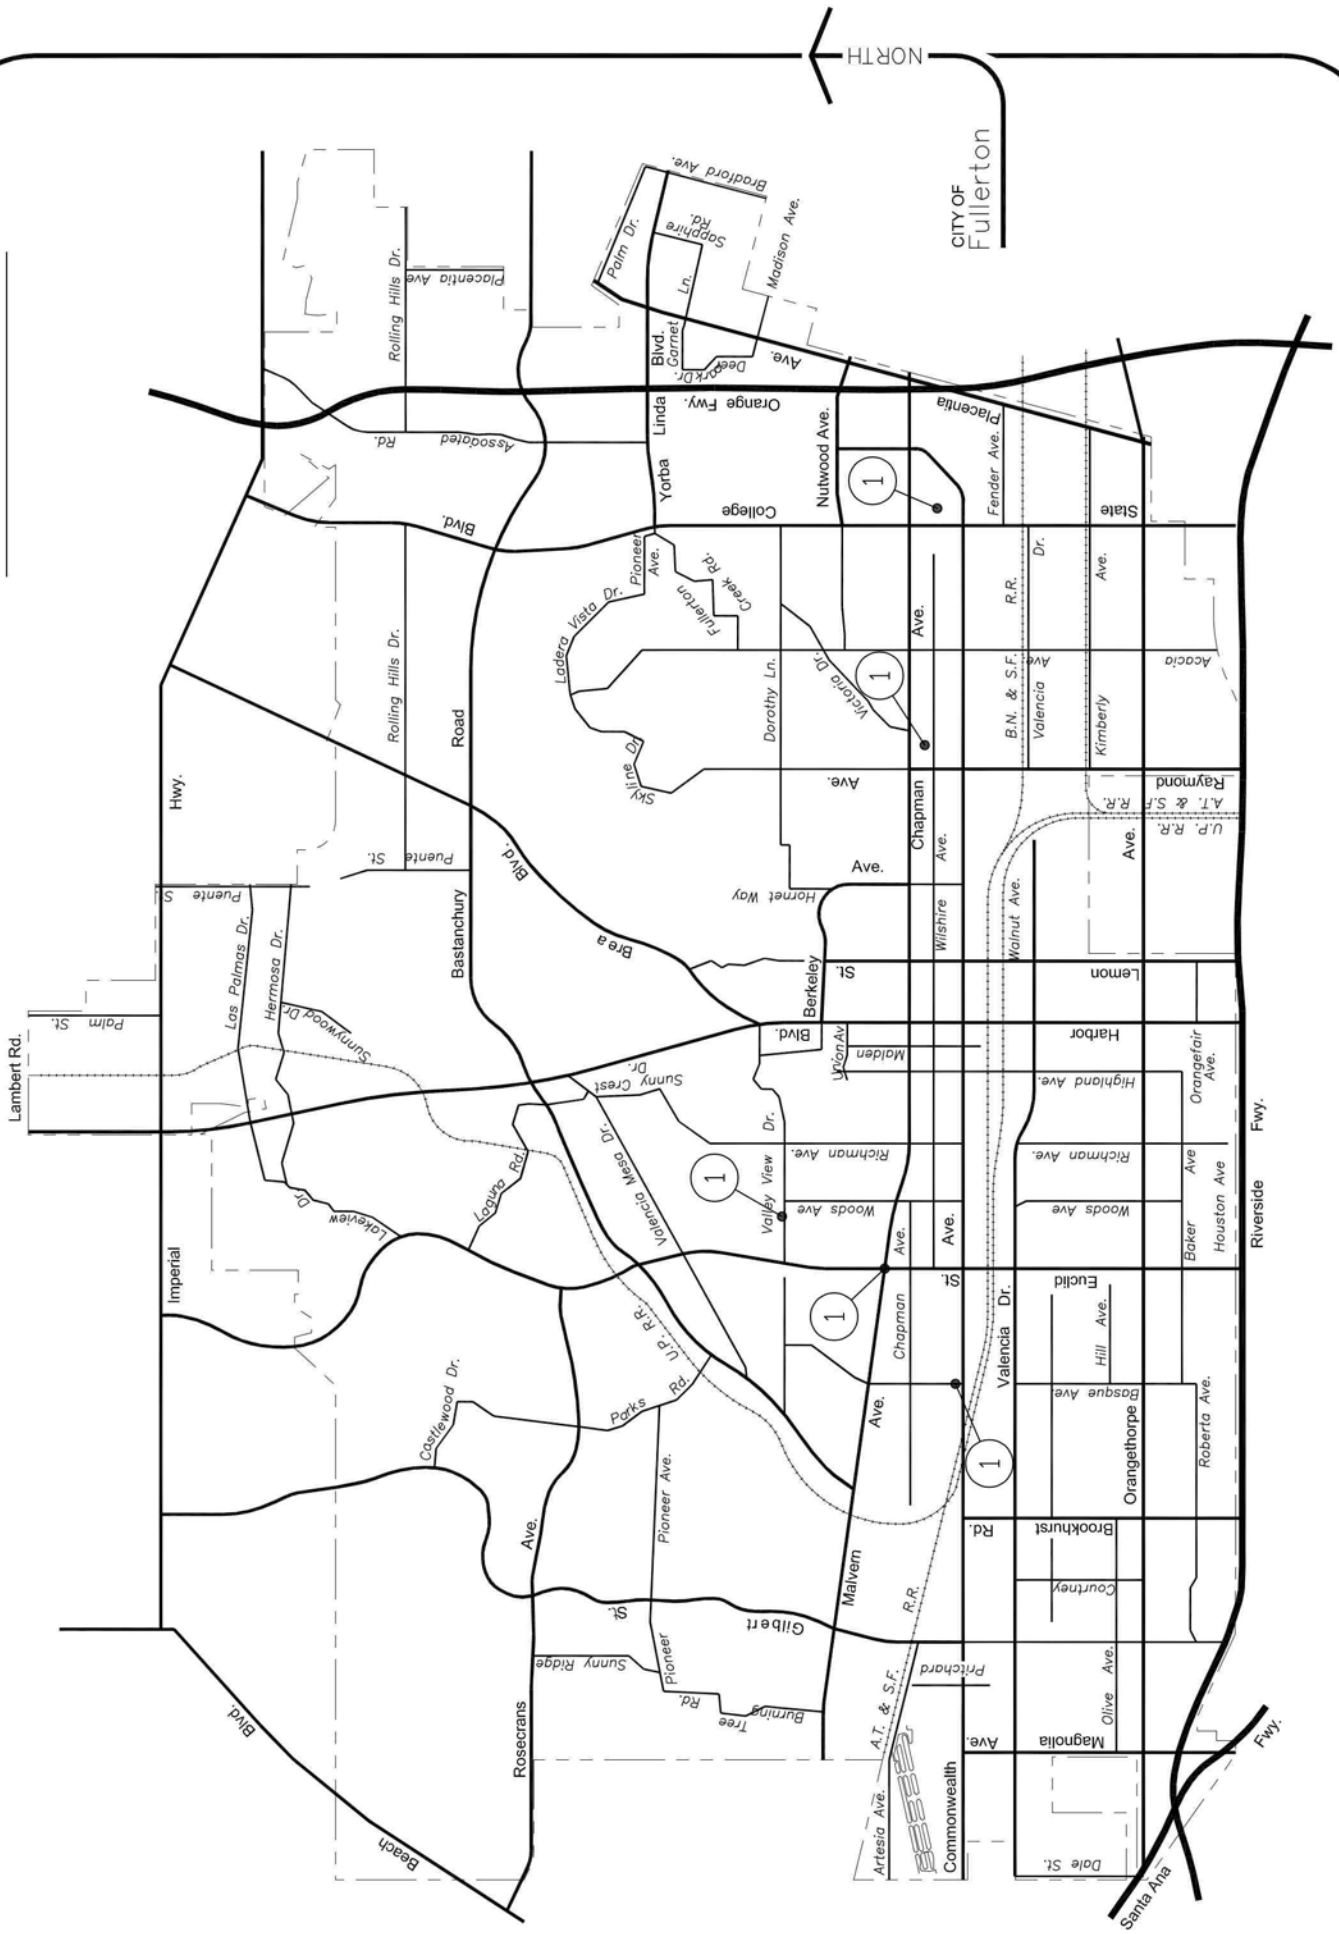 NORTH
CITY OF
Fullerton
Lambert Rd.
Palm St.
Puente S
Las Palmas Dr.
Hermosa Dr.
Sunnywood Dr.
Imperial
Hwy.
Lakeview
Dr
Laguna Rd.
Rolling Hills Dr.
Rolling Hills Dr.
Placentia Ave
Puente St.
Associated
Rd.
Bastanchury
Road
Brea
Blvd.
Blvd.
Castlewood Dr.
Parks
Rd.
Pioneer Ave.
U.P. R.R.
Valencia Mesa Dr.
Sunny Crest
Dr.
Rosecrans
Ave.
Beach
Blvd.
Sunny Ridge
Pioneer
Rd.
Burning
Tree
Gilbert
St.
Skyline Dr
Ladera Vista Dr.
Pioneer
Ave.
Fullerton
Creek Rd.
Yorba
Linda
Blvd.
Palm Dr.
Bradford Ave.
Sapphire
Rd.
Garnet
Ln.
Deer
Park Dr.
Madison Ave.
Orange Fwy.
Placentia
Ave.
College
State
Dorothy Ln.
Victoria Dr.
Nutwood Ave.
Hornet Way
Berkeley
Ave.
Valley View
Dr.
Harbor
Blvd.
Union Av
Malden
Highland Ave.
Richman Ave.
Richman Ave.
Woods Ave
Woods Ave
Malvern
Ave.
Chapman
Ave.
Chapman
Ave.
Wilshire
Ave.
Commonwealth
Ave.
Artesia Ave.
A.T. & S.F.
R.R.
Pritchard
Lemon
St.
Raymond
Ave.
Acacia
Ave
Fender Ave.
B.N. & S.F.
R.R.
Valencia
Dr.
Kimberly
Ave.
A.T. & S.F. R.R.
U.P. R.R.
Walnut Ave.
Valencia
Dr.
Euclid
St.
Basque Ave.
Hill
Ave.
Brookhurst
Rd.
Courtney
Magnolia
Ave.
Olive
Ave.
Dale St.
Orangethorpe
Ave.
Roberta Ave.
Baker
Ave
Houston Ave
Orangefair
Ave.
Riverside
Fwy.
Santa Ana
Fwy.
1
1
1
1
1